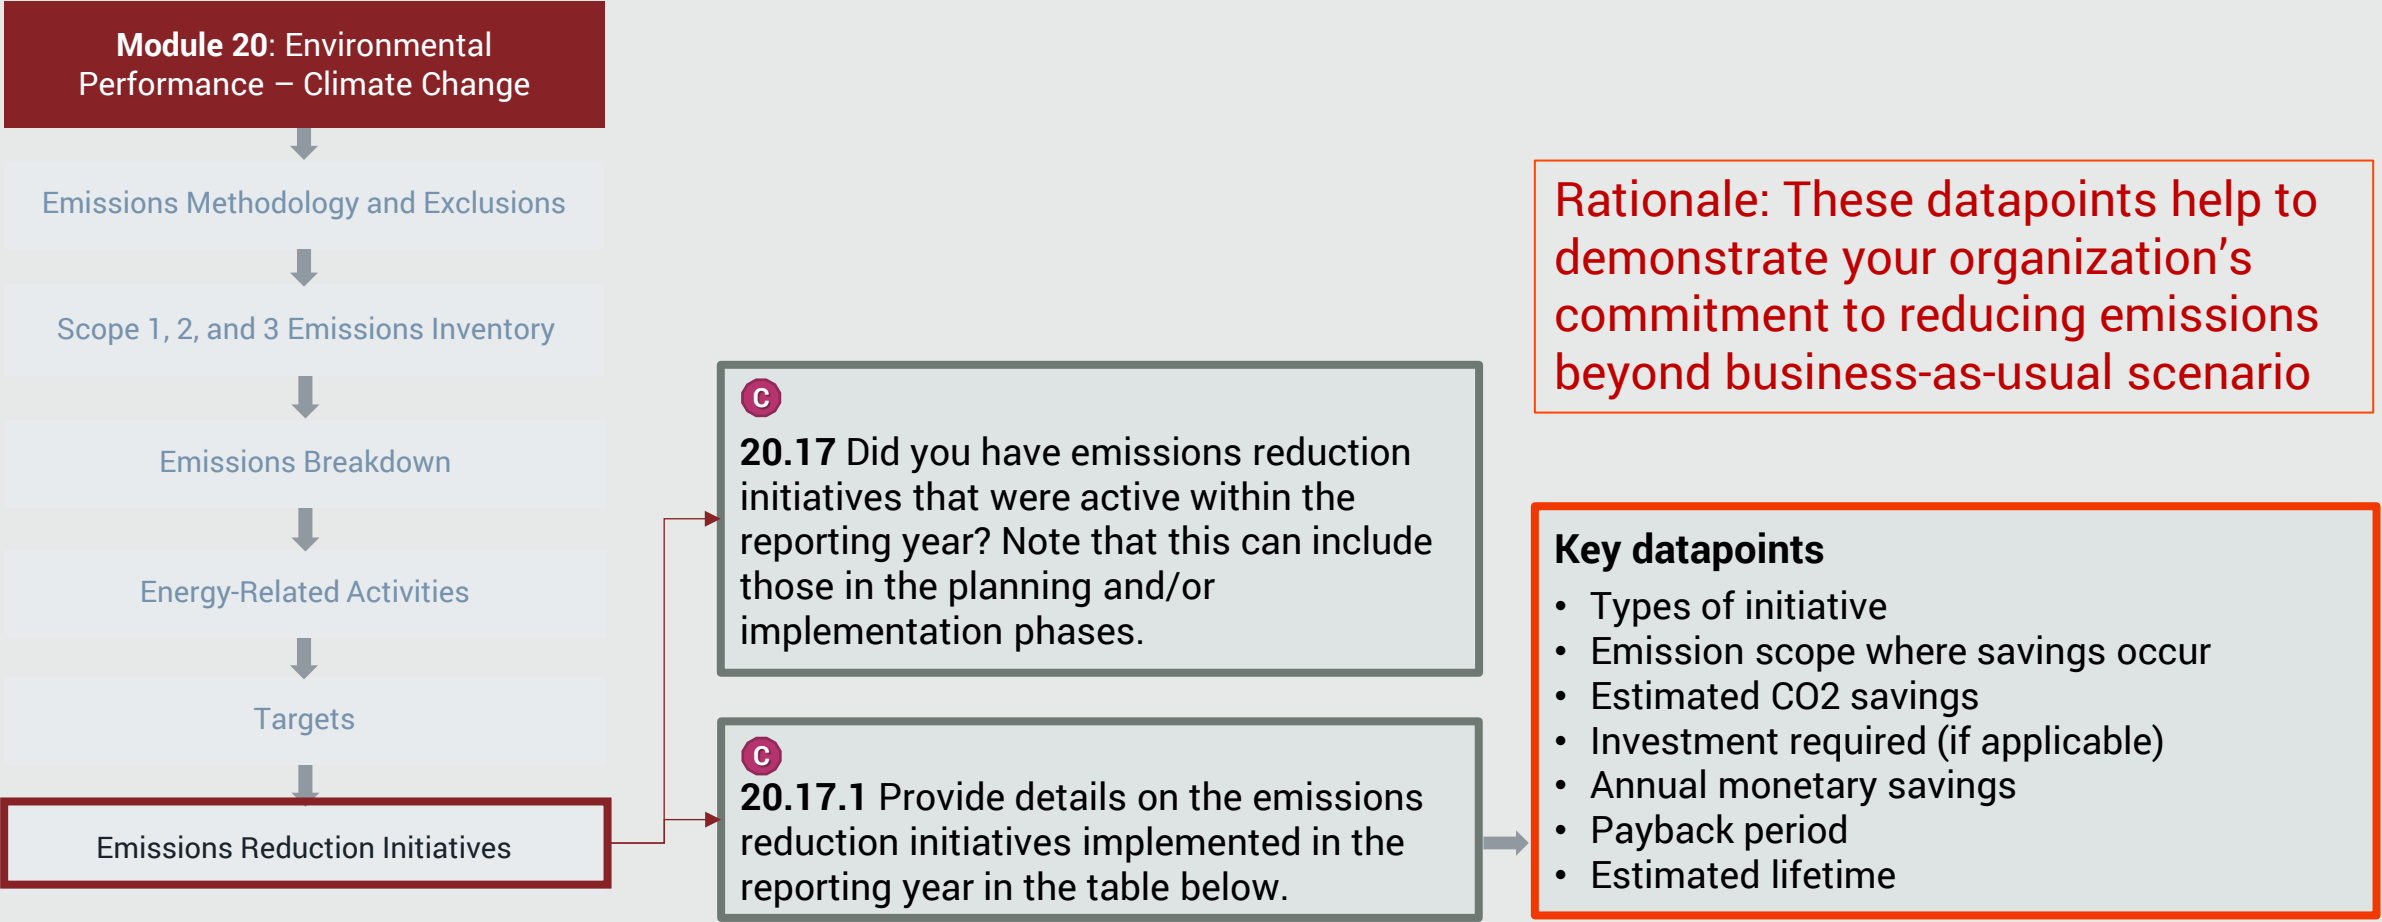 Module 20: Environmental
Performance – Climate Change
Emissions Methodology and Exclusions
Scope 1, 2, and 3 Emissions Inventory
Emissions Breakdown
Energy-Related Activities
Targets
Emissions Reduction Initiatives
C
20.17 Did you have emissions reduction
initiatives that were active within the
reporting year? Note that this can include
those in the planning and/or
implementation phases.
C
20.17.1 Provide details on the emissions
reduction initiatives implemented in the
reporting year in the table below.
Rationale: These datapoints help to
demonstrate your organization’s
commitment to reducing emissions
beyond business-as-usual scenario
Key datapoints
• Types of initiative
• Emission scope where savings occur
• Estimated CO2 savings
• Investment required (if applicable)
• Annual monetary savings
• Payback period
• Estimated lifetime